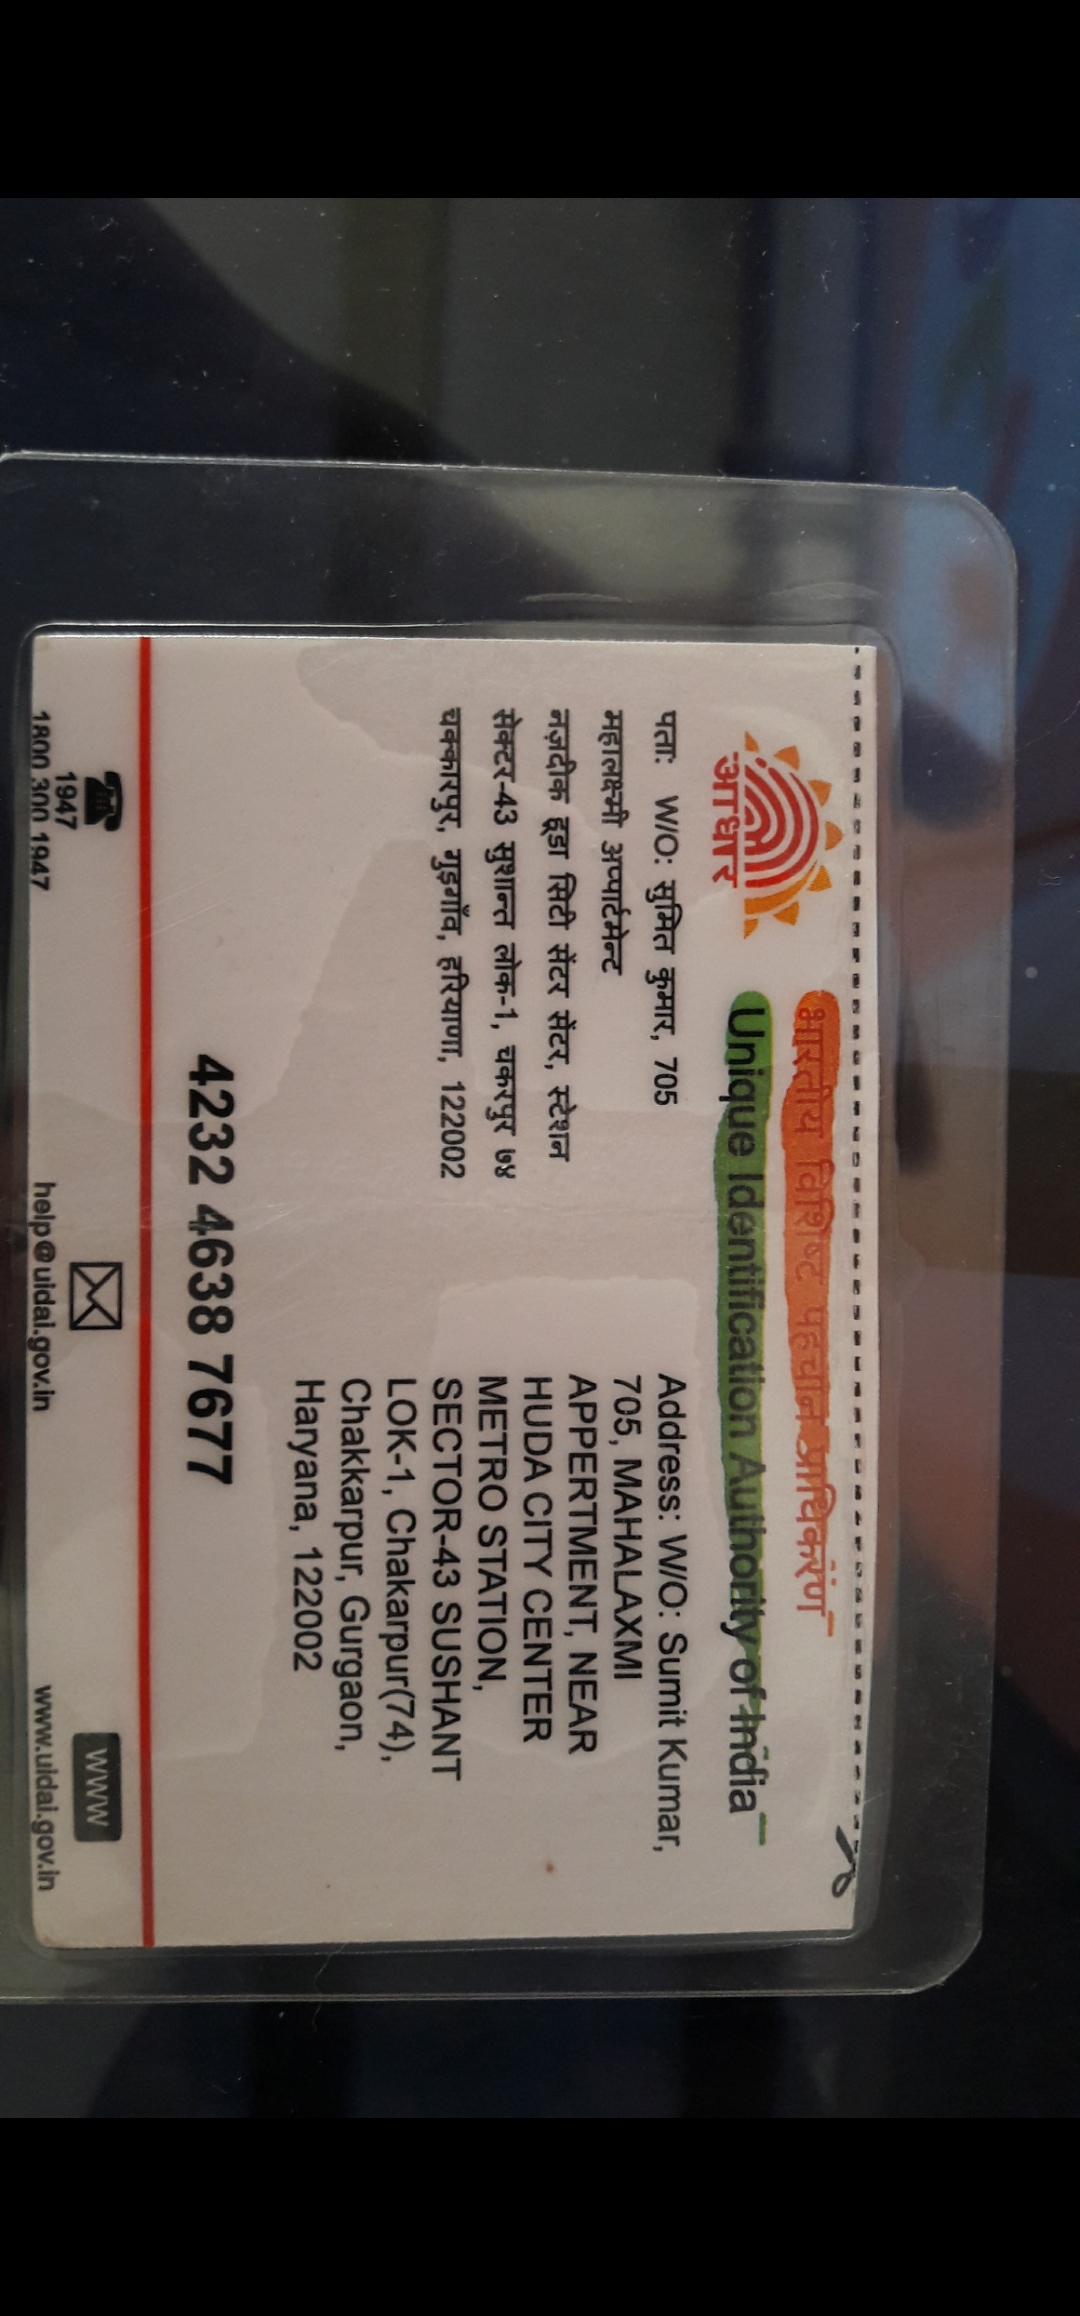 आधार
भारतीय विशिष्ट पहचान प्राधिकरण
Unique Identification Authority of India
पता: W/O: सुमित कुमार, 705
महालक्ष्मी अप्पार्टमेन्ट
नज़दीक हूडा सिटी सेंटर सेंटर, स्टेशन
सेक्टर-43 सुशान्त लोक-1, चकरपुर ७४
चक्कारपुर, गुड़गाँव, हरियाणा, 122002
Address: W/O: Sumit Kumar,
705, MAHALAXMI
APPERTMENT, NEAR
HUDA CITY CENTER
METRO STATION,
SECTOR-43 SUSHANT
LOK-1, Chakarpur(74),
Chakkarpur, Gurgaon,
Haryana, 122002
4232 4638 7677
1947
1800 300 1947
help@uidai.gov.in
www
www.uidai.gov.in